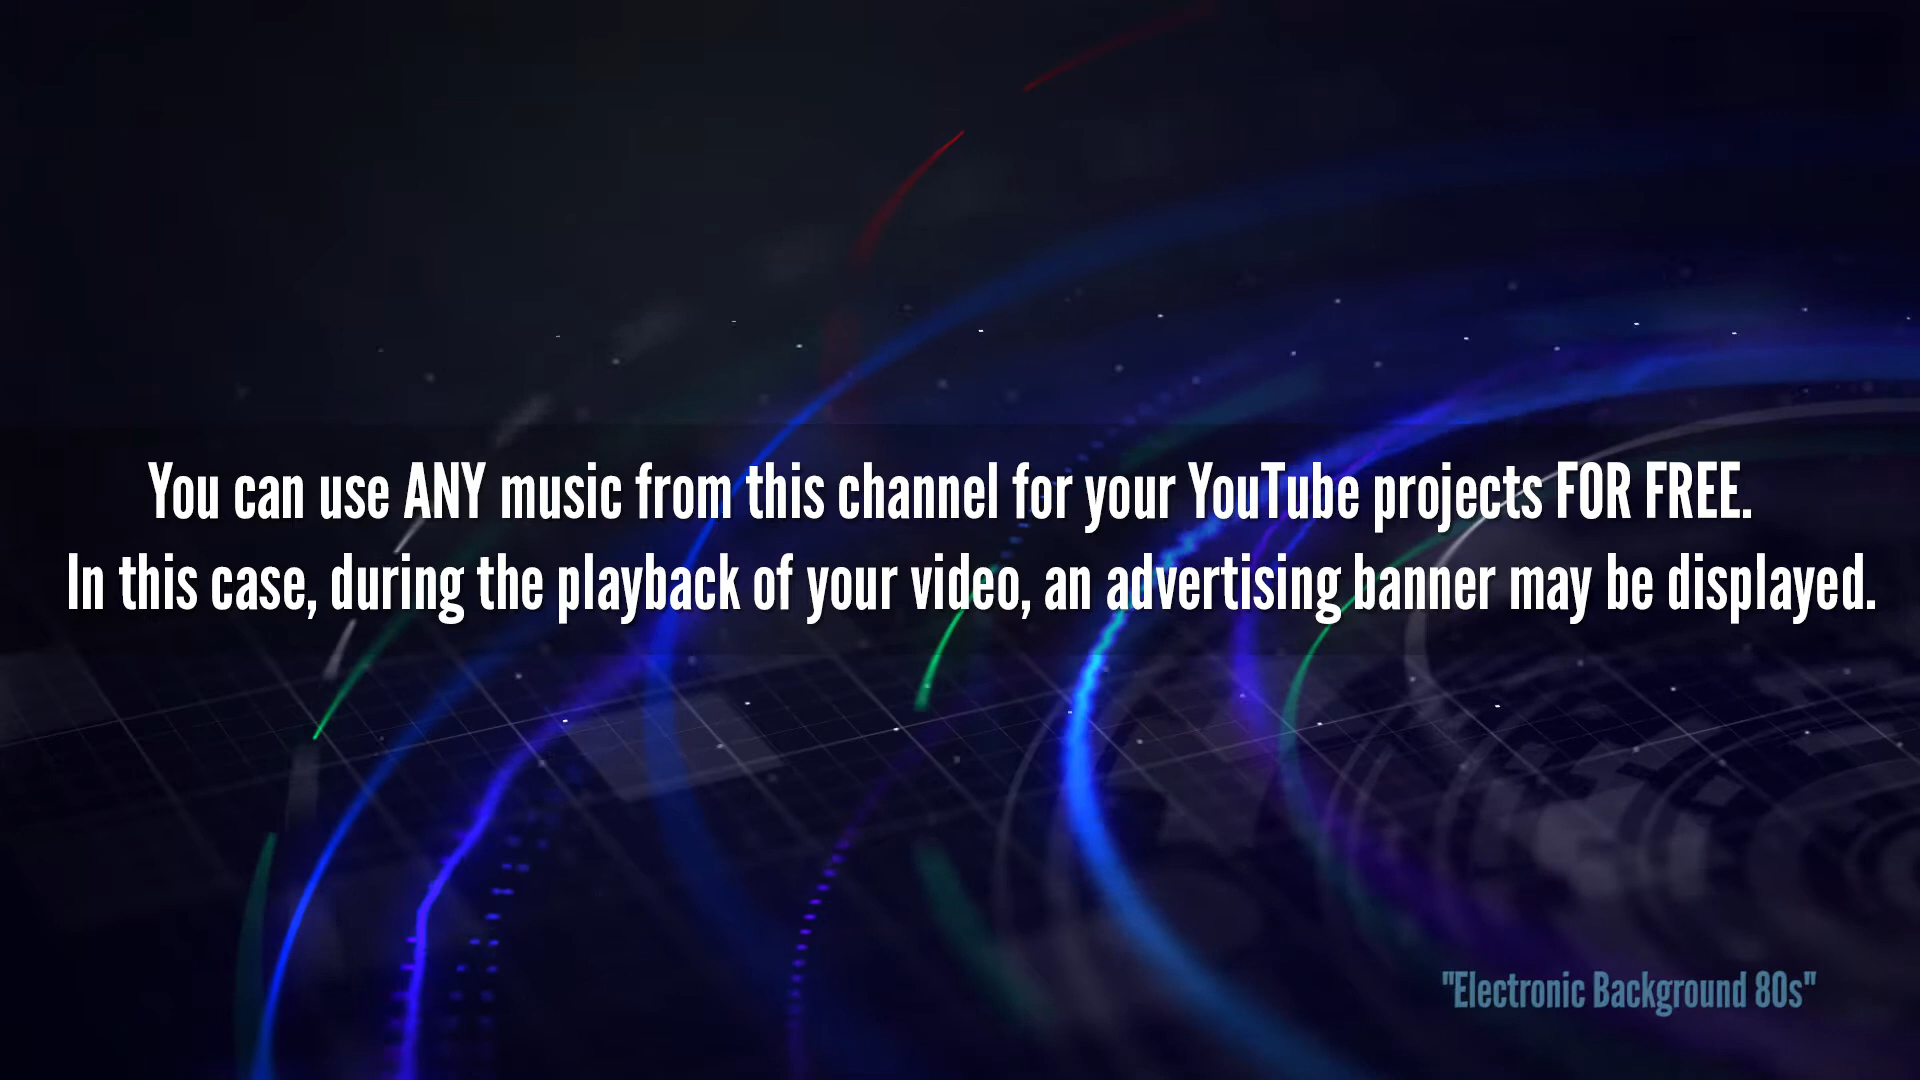 You can use ANY music from this channel for your YouTube projects FOR FREE.
In this case, during the playback of your video, an advertising banner may be displayed.
"Electronic Background 80s"